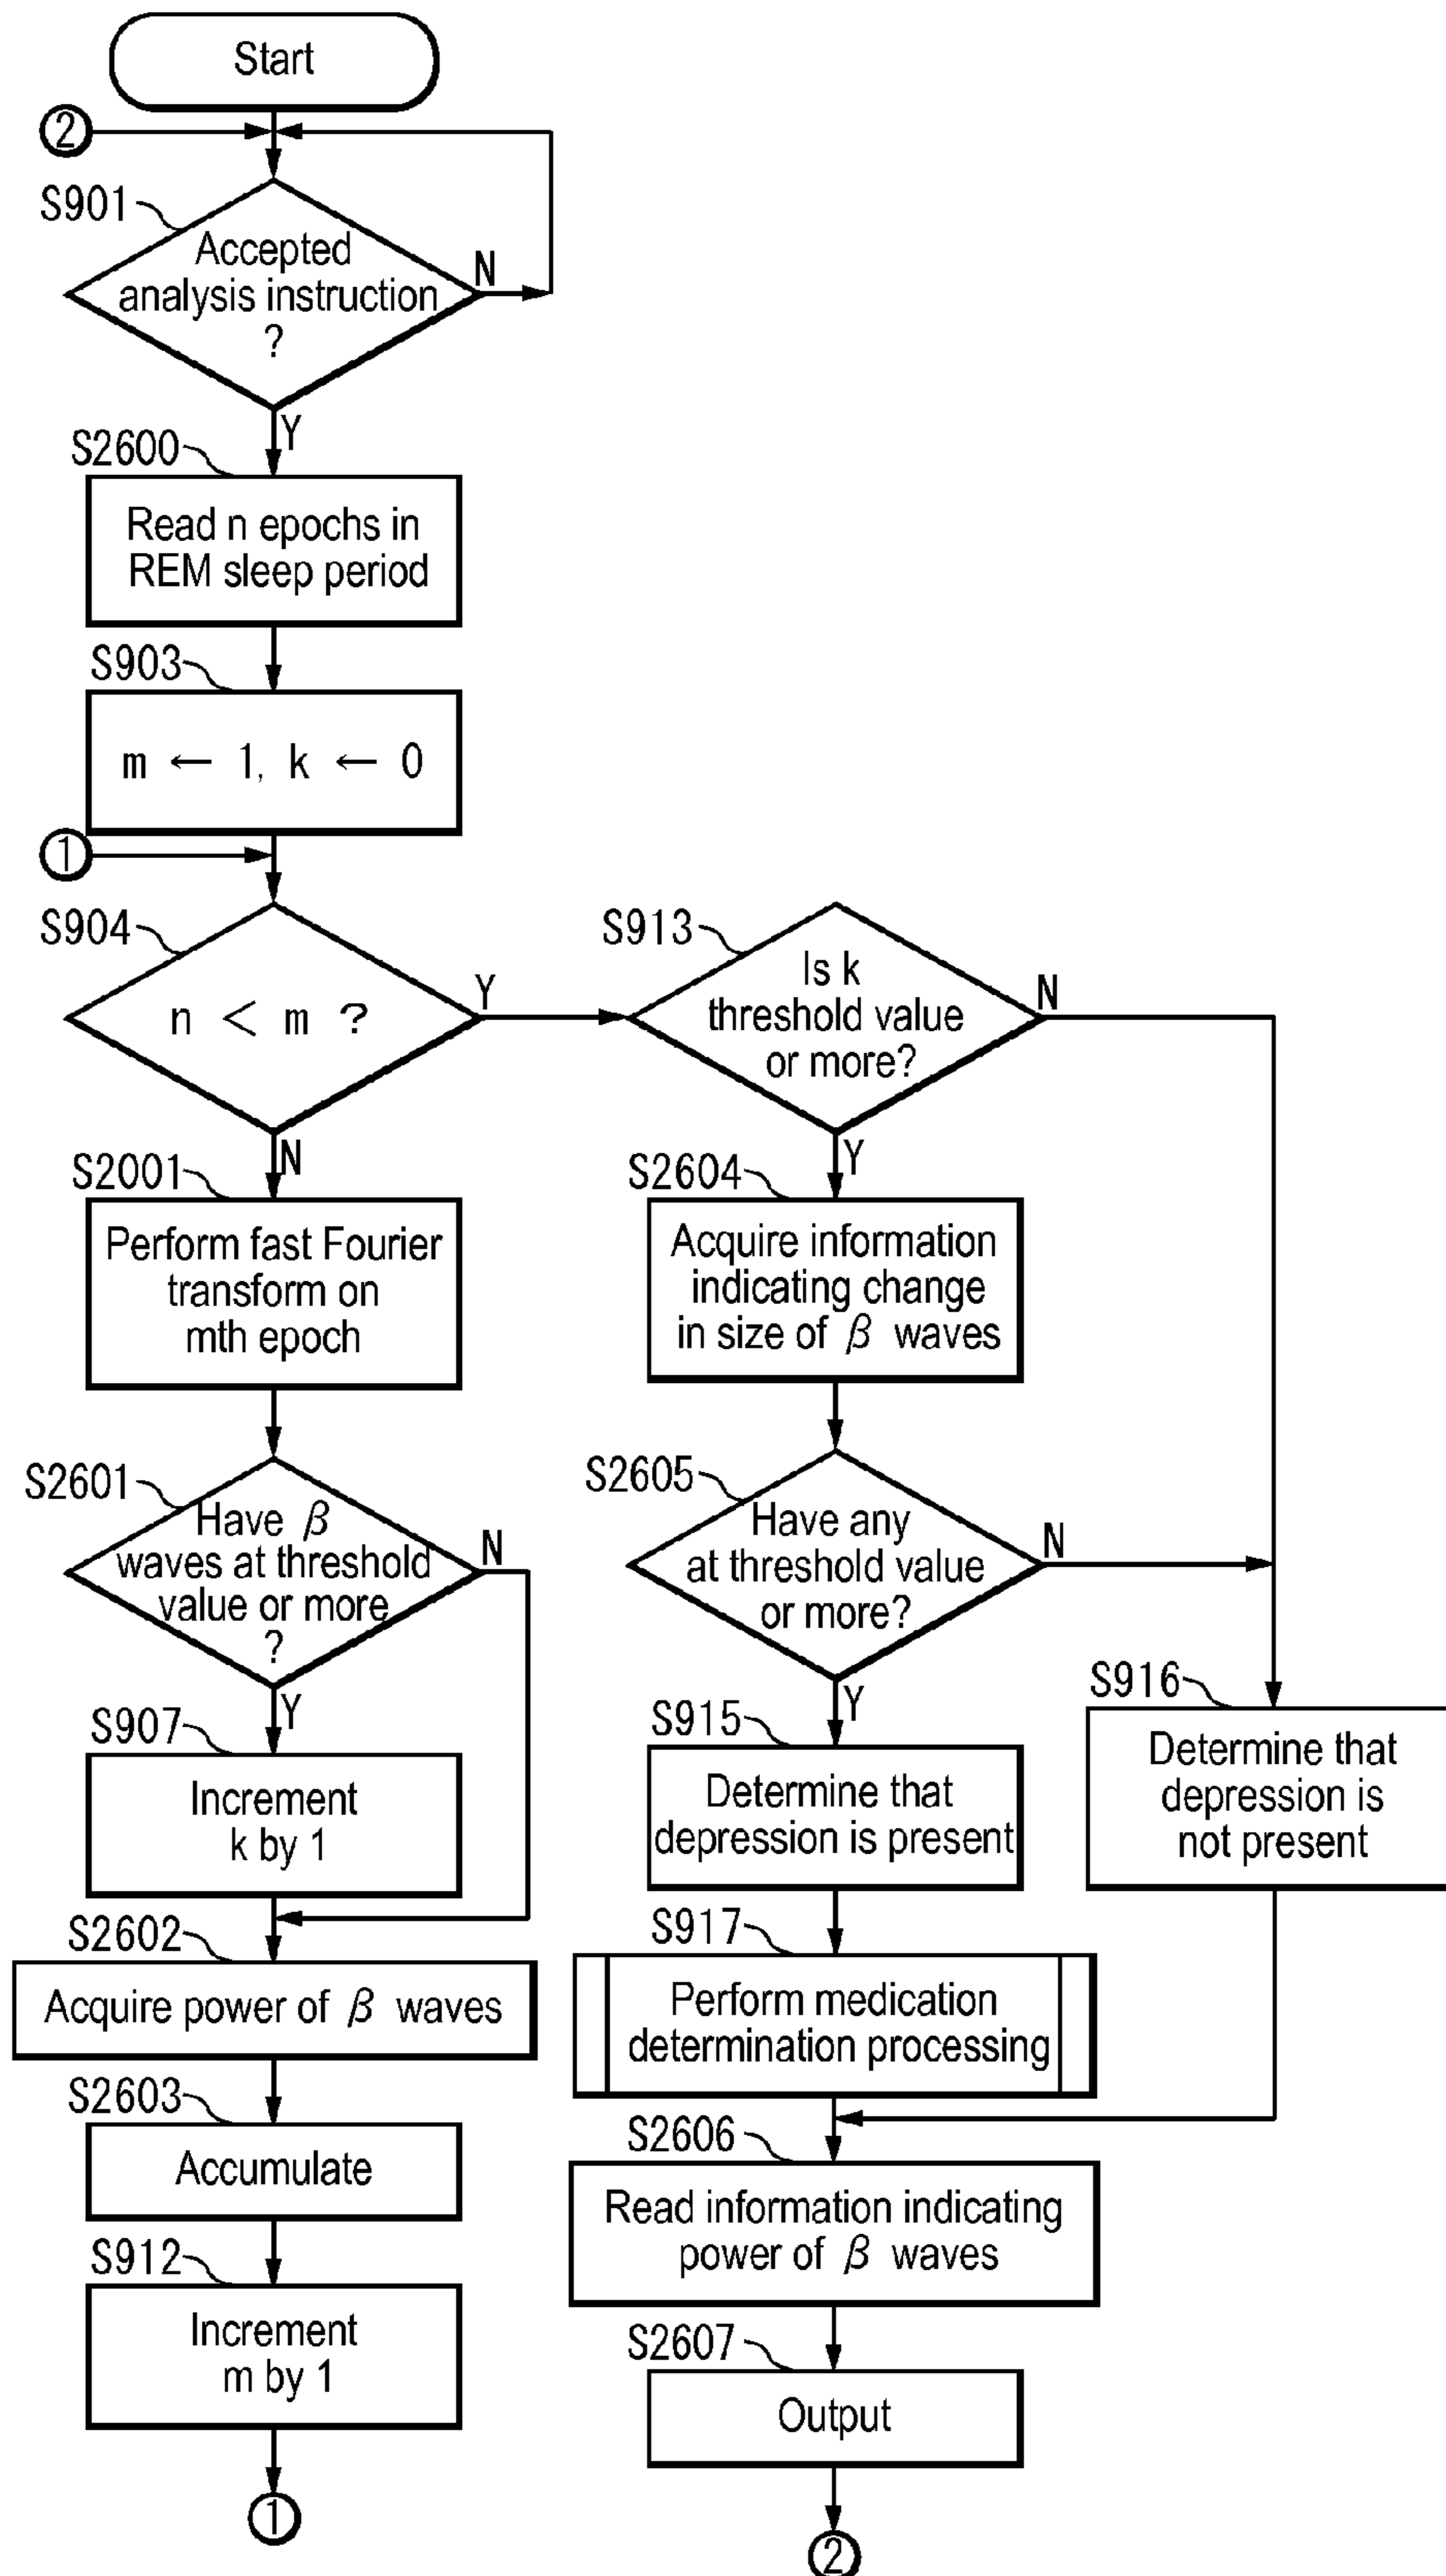 Start
②
S901
Accepted
analysis instruction
?
N
Y
S2600
Read n epochs in
REM sleep period
S903
m ← 1, k ← 0
①
S904
n < m ?
Y
N
S2001
Perform fast Fourier
transform on
mth epoch
S2601
Have β
waves at threshold
value or more
?
N
Y
S907
Increment
k by 1
S2602
Acquire power of β waves
S2603
Accumulate
S912
Increment
m by 1
①
S913
Is k
threshold value
or more?
N
Y
S2604
Acquire information
indicating change
in size of β waves
S2605
Have any
at threshold value
or more?
N
Y
S915
Determine that
depression is present
S916
Determine that
depression is
not present
S917
Perform medication
determination processing
S2606
Read information indicating
power of β waves
S2607
Output
②